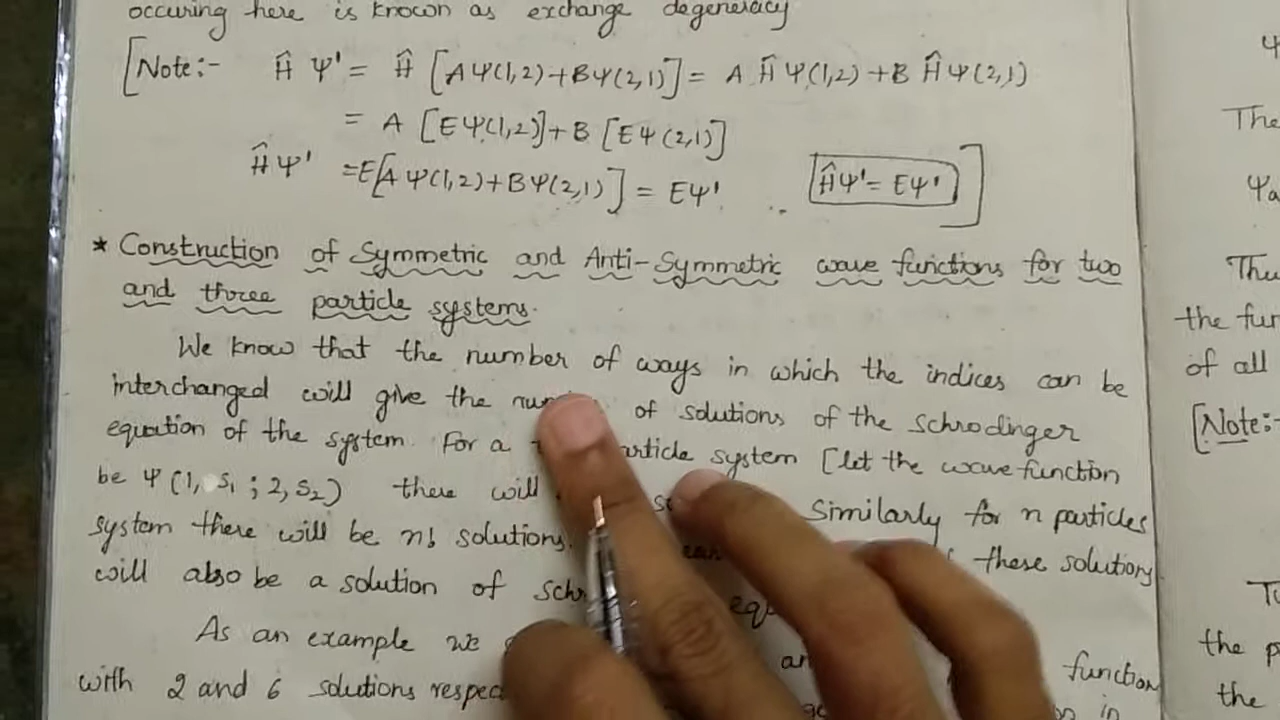 occuring here is known as exchange degeneracy
[Note:- Ĥ Ψ' = Ĥ [AΨ(1,2)+BΨ(2,1)] = A Ĥ Ψ(1,2) + B Ĥ Ψ(2,1)
= A [EΨ(1,2)] + B [EΨ(2,1)]
Ĥ Ψ' = E[AΨ(1,2)+BΨ(2,1)] = EΨ'. ĤΨ' = EΨ' ]
* Construction of Symmetric and Anti-Symmetric wave functions for two
and three particle systems.
We know that the number of ways in which the indices can be
interchanged will give the of solutions of the Schrodinger
equation of the system. For a system [let the wave function
be Ψ (1, S₁ ; 2, S₂) there will Similarly for n particles
system there will be n! solutions. these solutions
will also be a solution of
As an example we function
with 2 and 6 solutions in
The
Ψa
Thu
the fur
of all
[Note:-
the p
the